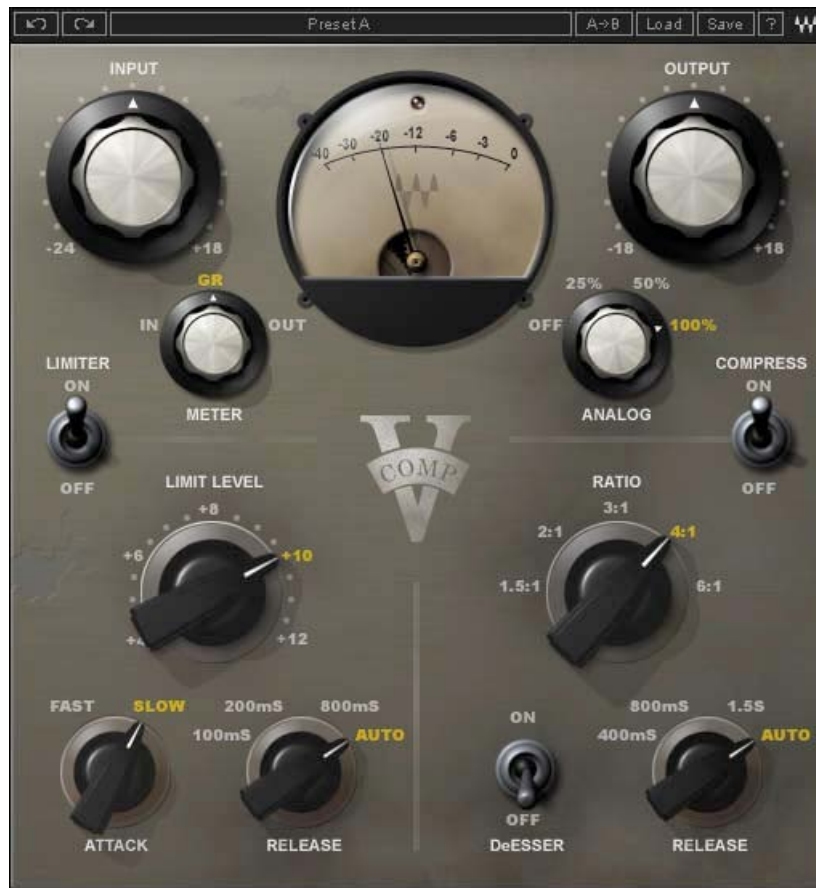 Preset A
A→B
Load
Save
?
INPUT
OUTPUT
-40 -30 -20 -12 -6 -3 0
-24 +18
-18 +18
GR
IN OUT
METER
25% 50%
OFF 100%
ANALOG
LIMITER
ON
OFF
COMPRESS
ON
OFF
V
COMP
LIMIT LEVEL
+8
+6 +10
+4 +12
RATIO
3:1
2:1 4:1
1.5:1 6:1
FAST SLOW
ATTACK
200mS 800mS
100mS AUTO
RELEASE
ON
OFF
DeESSER
800mS 1.5S
400mS AUTO
RELEASE